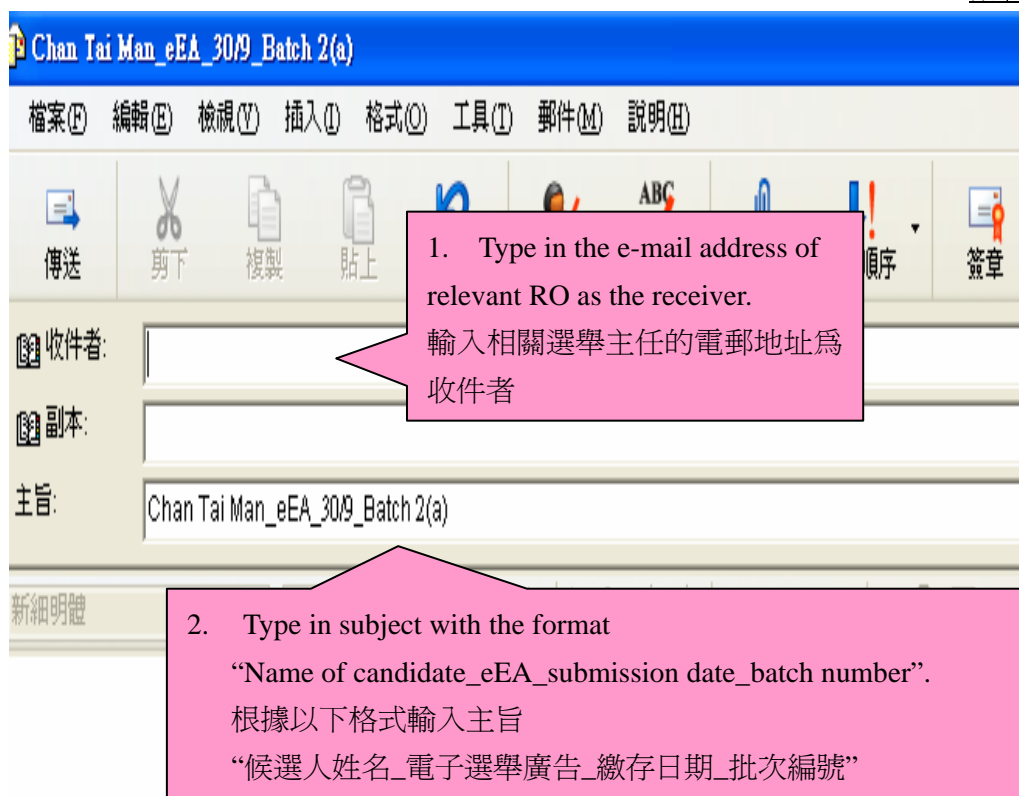 Chan Tai Man_eEA_30/9_Batch 2(a)
檔案(F) 編輯(E) 檢視(V) 插入(I) 格式(O) 工具(T) 郵件(M) 說明(H)
ABC
傳送 剪下 複製 貼上 順序 簽章
1. Type in the e-mail address of
relevant RO as the receiver.
輸入相關選舉主任的電郵地址爲
收件者
收件者:
副本:
主旨: Chan Tai Man_eEA_30/9_Batch 2(a)
新細明體
2. Type in subject with the format
“Name of candidate_eEA_submission date_batch number”.
根據以下格式輸入主旨
“候選人姓名_電子選舉廣告_繳存日期_批次編號”